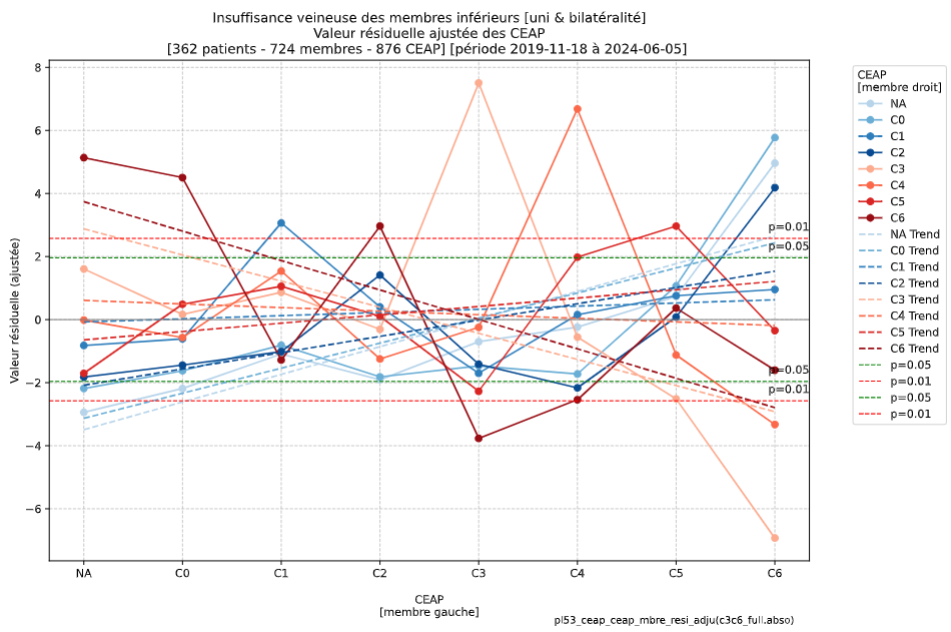 Insuffisance veineuse des membres inférieurs [uni & bilatéralité]
Valeur résiduelle ajustée des CEAP
[362 patients - 724 membres - 876 CEAP] [période 2019-11-18 à 2024-06-05]
Valeur résiduelle (ajustée)
8
6
4
2
0
−2
−4
−6
p=0.01
p=0.05
p=0.05
p=0.01
NA
C0
C1
C2
C3
C4
C5
C6
CEAP
[membre gauche]
pl53_ceap_ceap_mbre_resi_adju(c3c6_full.abso)
CEAP
[membre droit]
NA
C0
C1
C2
C3
C4
C5
C6
NA Trend
C0 Trend
C1 Trend
C2 Trend
C3 Trend
C4 Trend
C5 Trend
C6 Trend
p=0.05
p=0.01
p=0.05
p=0.01